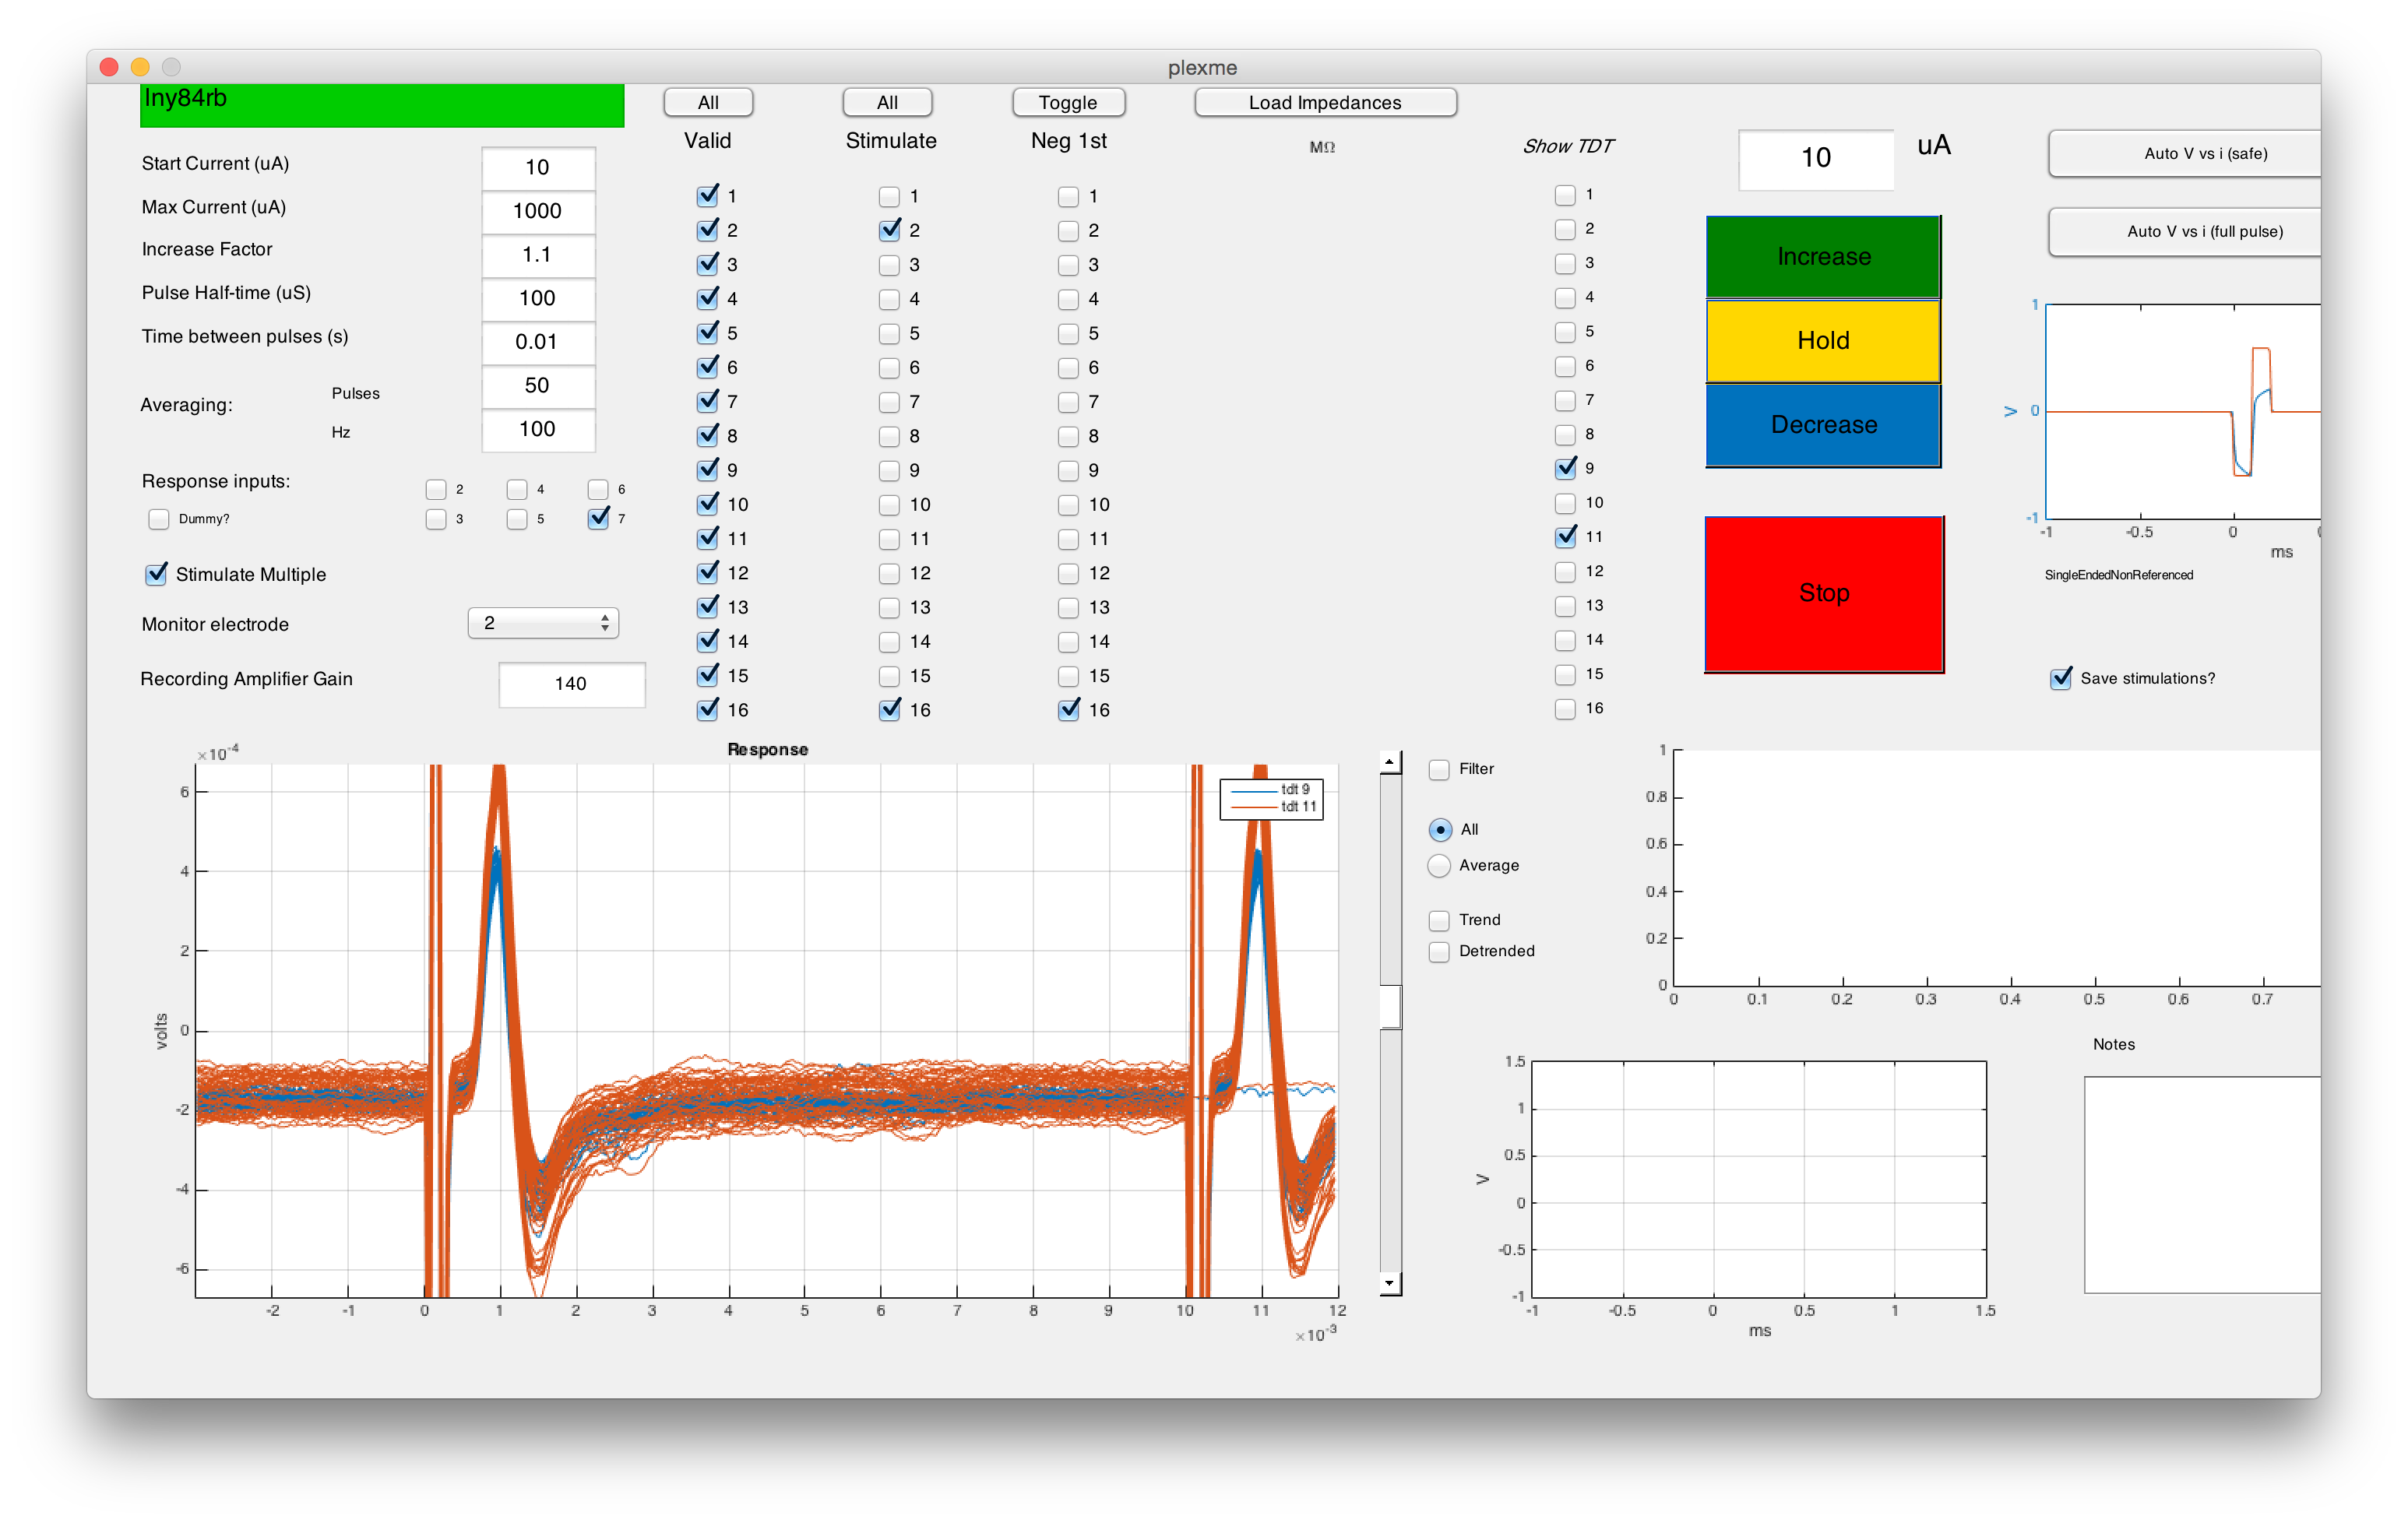 plexme
lny84rb
All All Toggle Load Impedances
Valid Stimulate Neg 1st MΩ Show TDT 10 uA
Auto V vs i (safe)
Auto V vs i (full pulse)
Start Current (uA) 10
Max Current (uA) 1000
Increase Factor 1.1
Pulse Half-time (uS) 100
Time between pulses (s) 0.01
Averaging: Pulses 50
Hz 100
Response inputs: 2 4 6
Dummy? 3 5 7
Stimulate Multiple
Monitor electrode 2
Recording Amplifier Gain 140
1 1 1 1
2 2 2 2
3 3 3 3
4 4 4 4
5 5 5 5
6 6 6 6
7 7 7 7
8 8 8 8
9 9 9 9
10 10 10 10
11 11 11 11
12 12 12 12
13 13 13 13
14 14 14 14
15 15 15 15
16 16 16 16
Increase
Hold
Decrease
Stop
1
V 0
-1
-1 -0.5 0
ms
SingleEndedNonReferenced
Save stimulations?
Response
×10-4
6
4
2
0
-2
-4
-6
volts
tdt 9
tdt 11
-2 -1 0 1 2 3 4 5 6 7 8 9 10 11 12
×10-3
Filter
All
Average
Trend
Detrended
1
0.8
0.6
0.4
0.2
0
0 0.1 0.2 0.3 0.4 0.5 0.6 0.7
1.5
1
0.5
0
-0.5
-1
V
-1 -0.5 0 0.5 1 1.5
ms
Notes